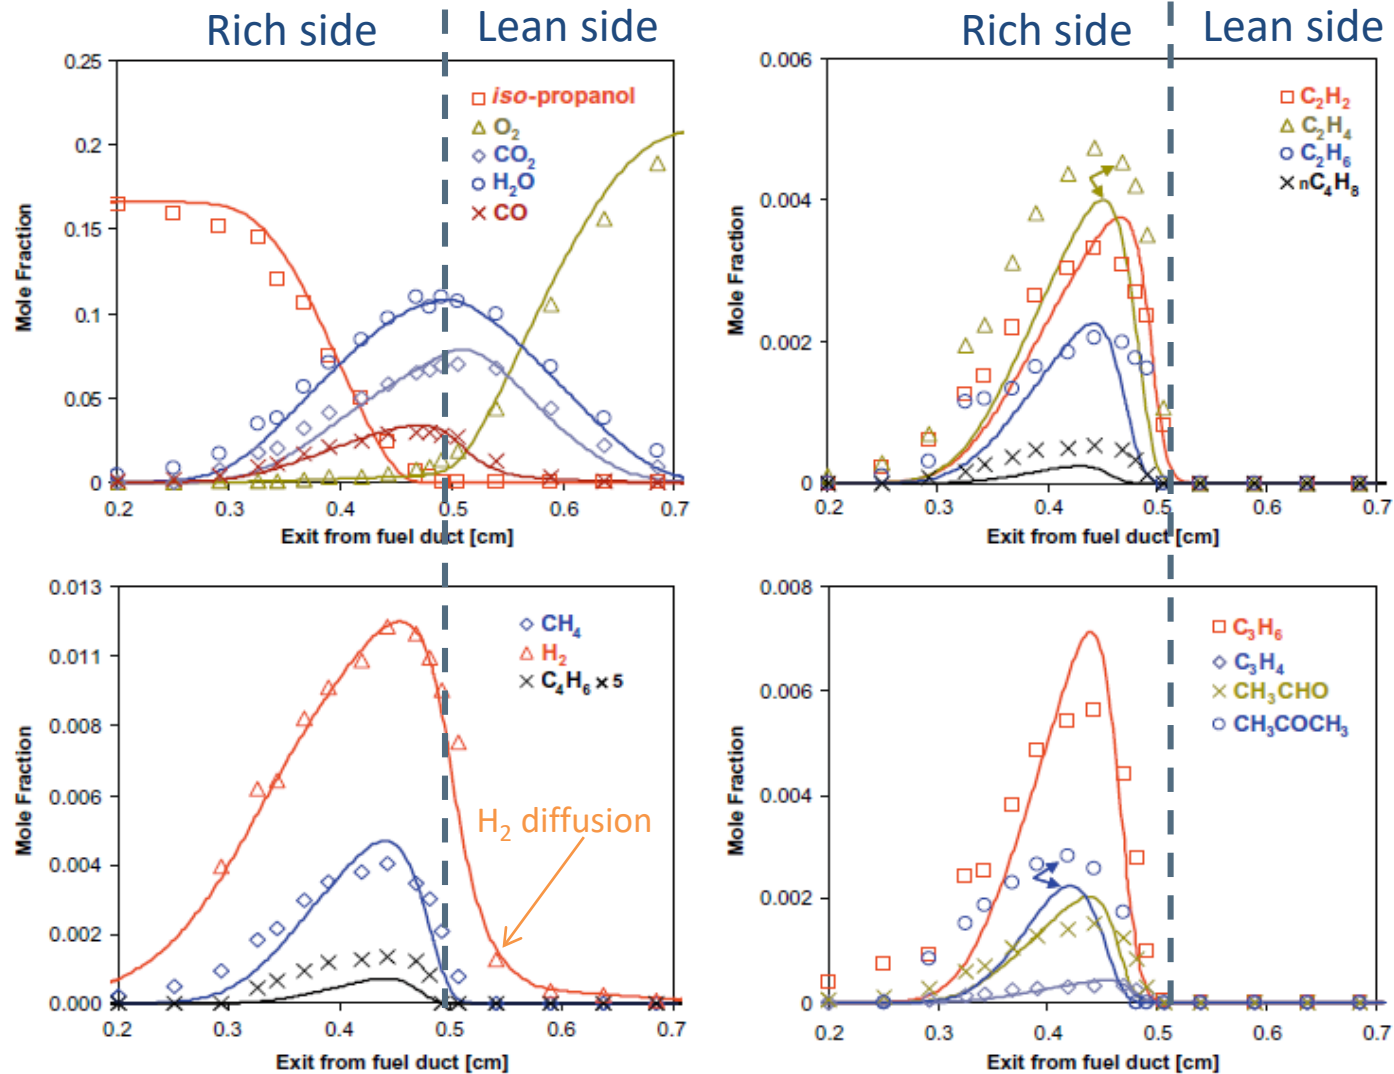 Rich side
Lean side
Rich side
Lean side
0.25
0.2
0.15
0.1
0.05
0
Mole Fraction
iso-propanol
O₂
CO₂
H₂O
CO
0.2 0.3 0.4 0.5 0.6 0.7
Exit from fuel duct [cm]
0.006
0.004
0.002
0
Mole Fraction
C₂H₂
C₂H₄
C₂H₆
nC₄H₈
0.2 0.3 0.4 0.5 0.6 0.7
Exit from fuel duct [cm]
0.013
0.011
0.008
0.006
0.004
0.002
0.000
Mole Fraction
CH₄
H₂
C₄H₆ × 5
H₂ diffusion
0.2 0.3 0.4 0.5 0.6 0.7
Exit from fuel duct [cm]
0.008
0.006
0.004
0.002
0
Mole Fraction
C₃H₆
C₃H₄
CH₃CHO
CH₃COCH₃
0.2 0.3 0.4 0.5 0.6 0.7
Exit from fuel duct [cm]